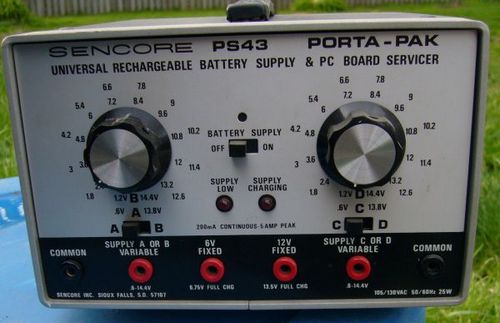 SENCORE PS43 PORTA-PAK
UNIVERSAL RECHARGEABLE BATTERY SUPPLY & PC BOARD SERVICER
6.6 7.8 6.6 7.8
6 7.2 8.4 9 6 7.2 8.4 9
5.4 9.6 5.4 9.6
4.2 10.2 4.2 10.2
10.8 10.8
3.6 11.4 3.6 11.4
3 12 3 12
2.4 12.6 2.4 12.6
1.8 13.2 1.8 13.2
1.2V 14.4V 1.2V 14.4V
.6V 13.8V .6V 13.8V
BATTERY SUPPLY
OFF ON
SUPPLY LOW SUPPLY CHARGING
200mA CONTINUOUS-5 AMP PEAK
B D
A C
A B C D
COMMON SUPPLY A OR B VARIABLE 6V FIXED 12V FIXED SUPPLY C OR D VARIABLE COMMON
.6-14.4V 6.75V FULL CHG 13.5V FULL CHG .6-14.4V
SENCORE INC. SIOUX FALLS, S.D. 57107 105/130VAC 50/60Hz 25W